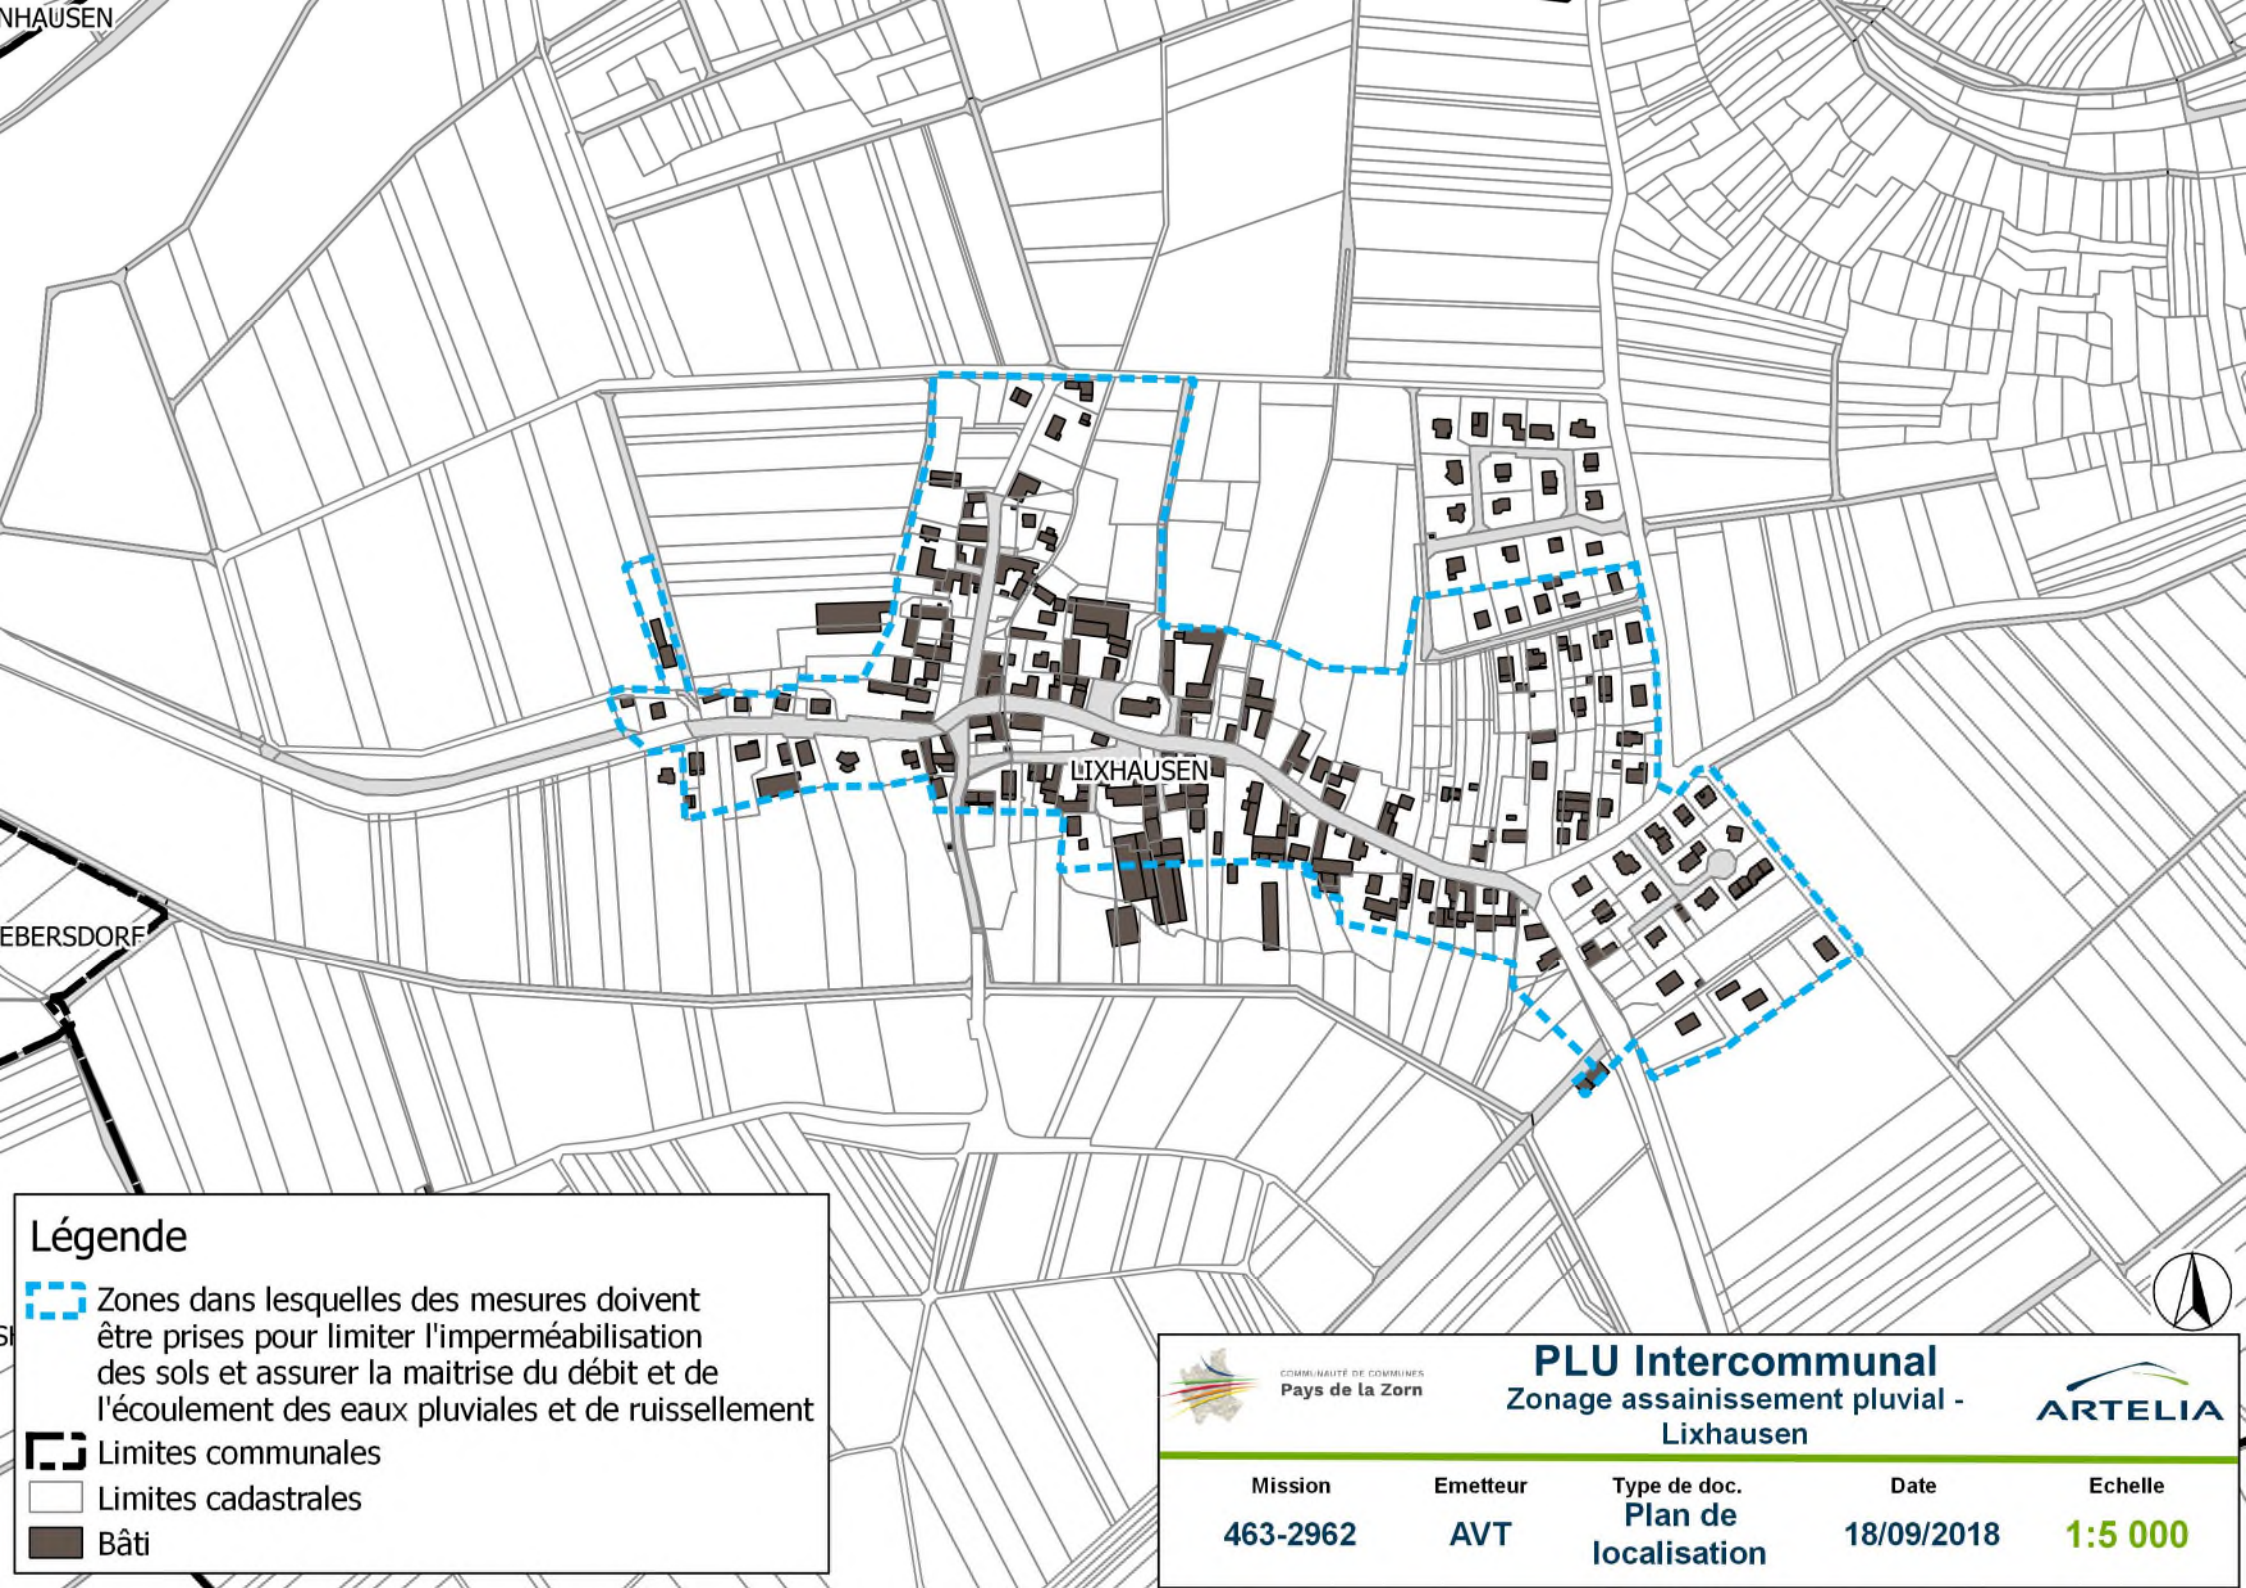 NHAUSEN
LIXHAUSEN
EBERSDORF
Légende
Zones dans lesquelles des mesures doivent
être prises pour limiter l'imperméabilisation
des sols et assurer la maitrise du débit et de
l'écoulement des eaux pluviales et de ruissellement
Limites communales
Limites cadastrales
Bâti
COMMUNAUTÉ DE COMMUNES
Pays de la Zorn
PLU Intercommunal
Zonage assainissement pluvial -
Lixhausen
ARTELIA
Mission
Emetteur
Type de doc.
Date
Echelle
463-2962
AVT
Plan de
localisation
18/09/2018
1:5 000